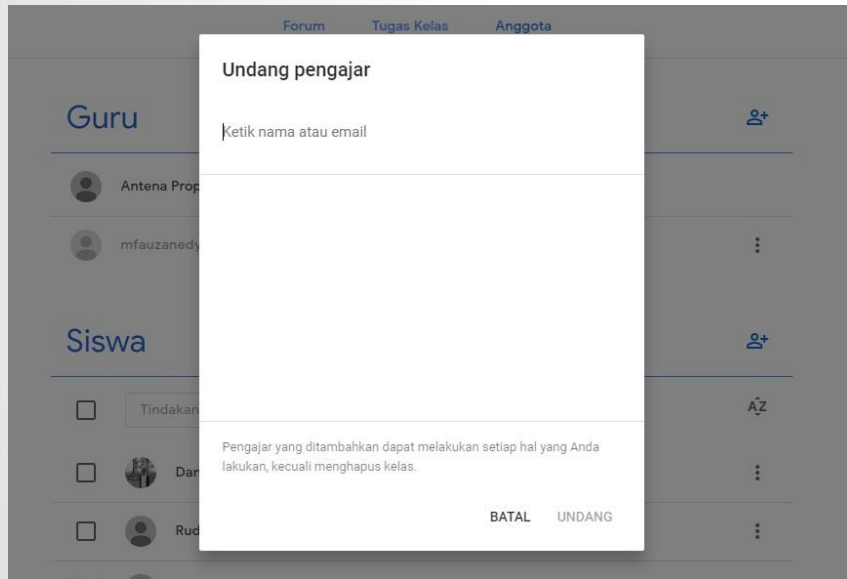 Forum Tugas Kelas Anggota
Undang pengajar
Guru
Ketik nama atau email
Antena Prop
mfauzanedy
Siswa
Tindakan
AZ
Dan
Rud
Pengajar yang ditambahkan dapat melakukan setiap hal yang Anda
lakukan, kecuali menghapus kelas.
BATAL UNDANG